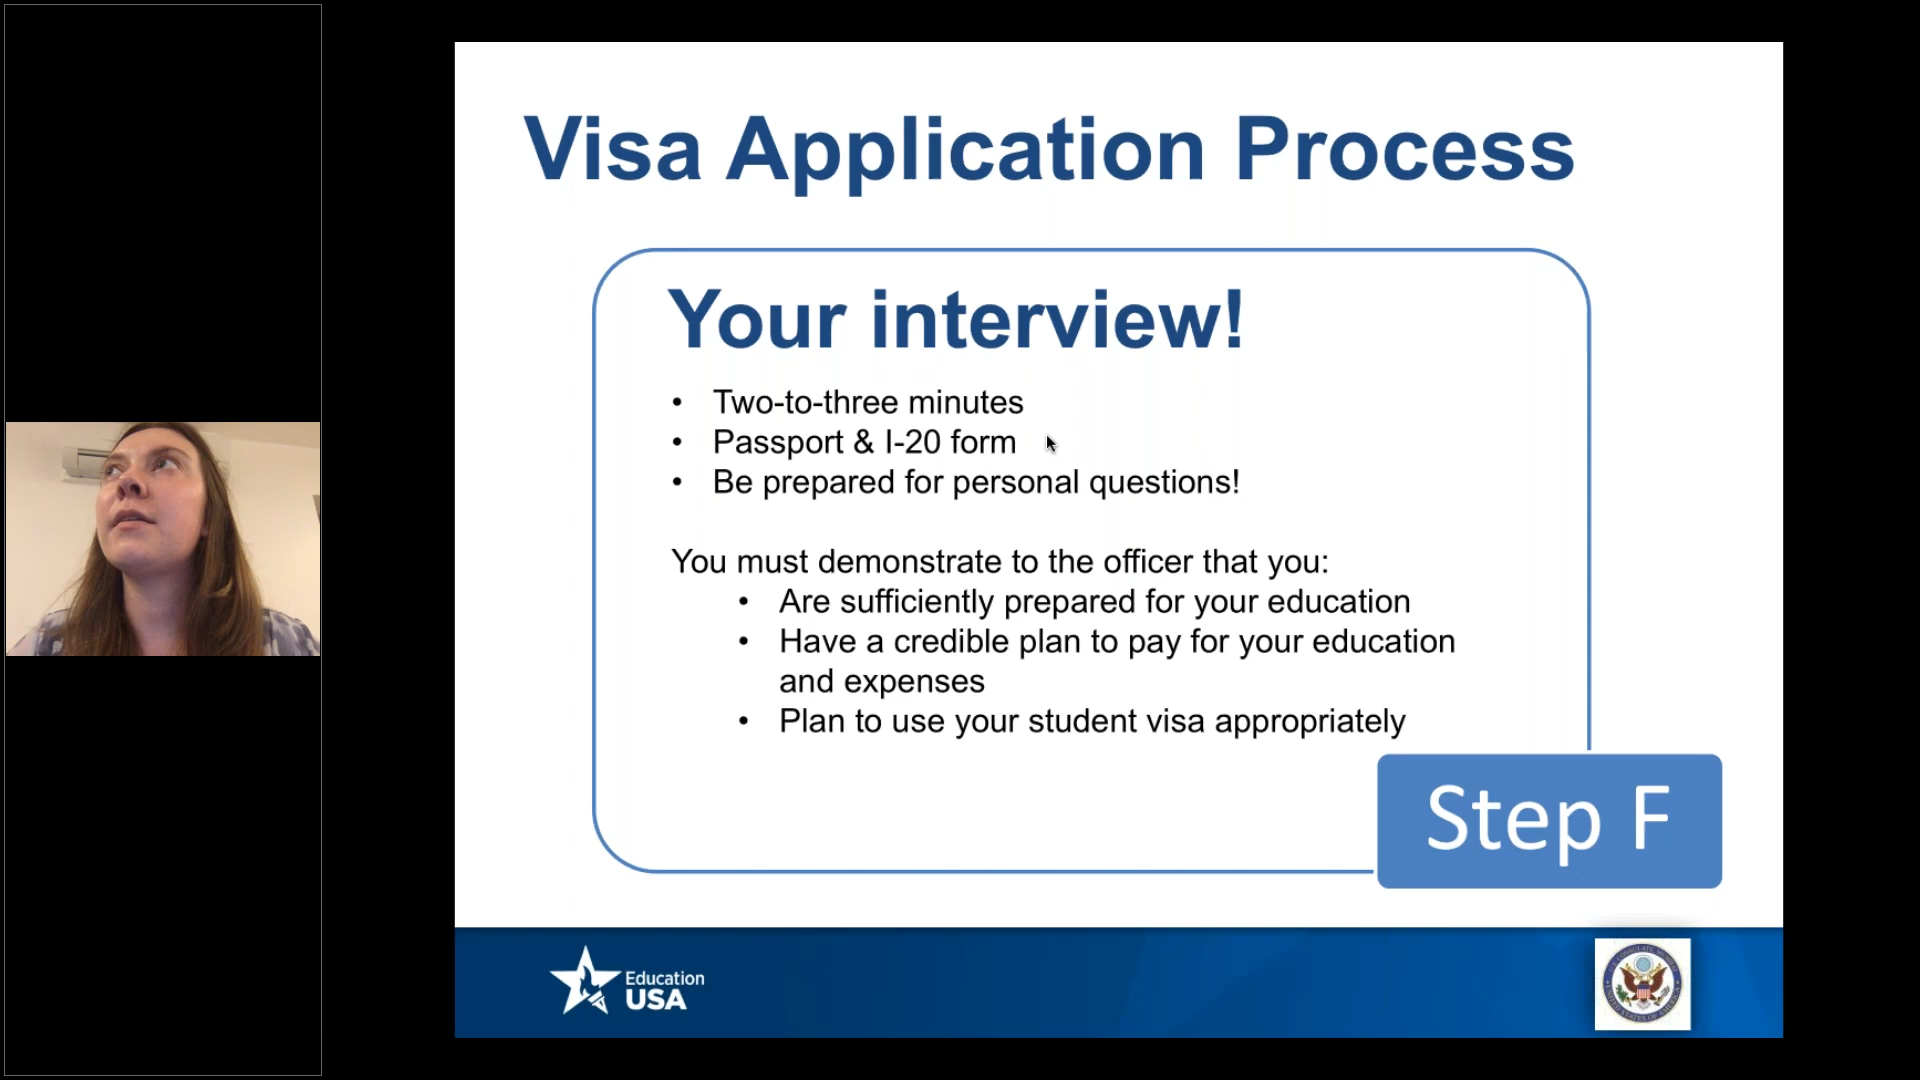 Visa Application Process
Your interview!
• Two-to-three minutes
• Passport & I-20 form
• Be prepared for personal questions!
You must demonstrate to the officer that you:
• Are sufficiently prepared for your education
• Have a credible plan to pay for your education
and expenses
• Plan to use your student visa appropriately
Step F
Education
USA